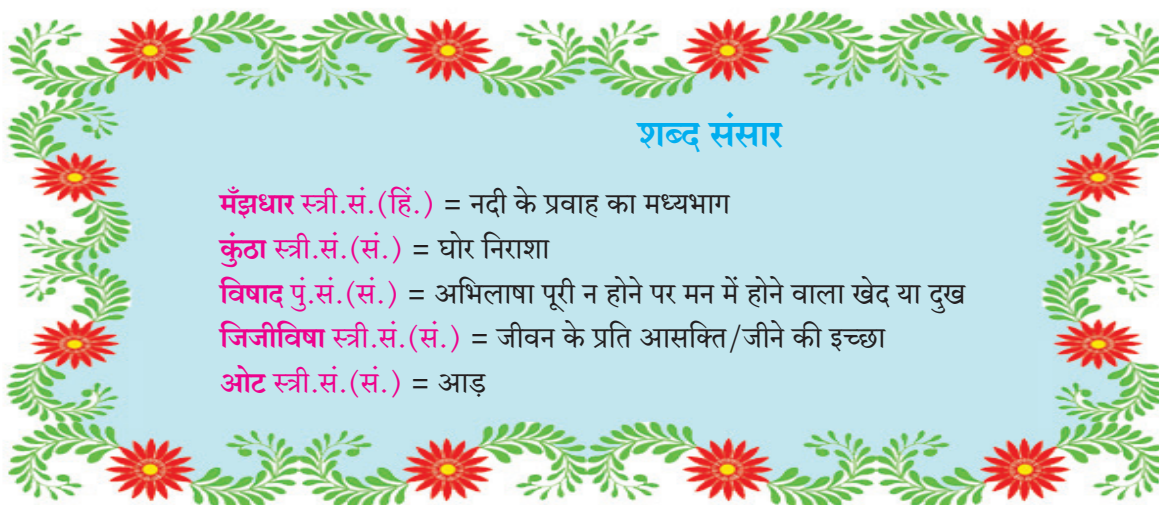 शब्द संसार
मँझधार स्त्री.सं.(हिं.) = नदी के प्रवाह का मध्यभाग
कुंठा स्त्री.सं.(सं.) = घोर निराशा
विषाद पुं.सं.(सं.) = अभिलाषा पूरी न होने पर मन में होने वाला खेद या दुख
जिजीविषा स्त्री.सं.(सं.) = जीवन के प्रति आसक्ति/जीने की इच्छा
ओट स्त्री.सं.(सं.) = आड़